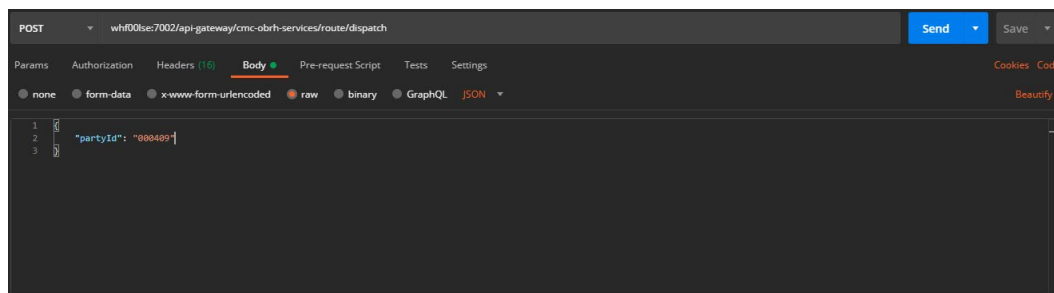 POST whf00lse:7002/api-gateway/cmc-obrh-services/route/dispatch Send Save
Params Authorization Headers (16) Body Pre-request Script Tests Settings Cookies Cod
none form-data x-www-form-urlencoded raw binary GraphQL JSON Beautify
1 {
2 "partyId": "000409"
3 }